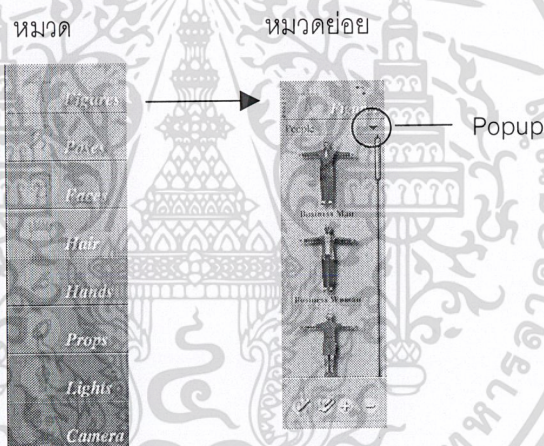 หมวด
หมวดย่อย
Figures
Poses
Faces
Hair
Hands
Props
Lights
Camera
People
Popup
Business Man
Business Woman